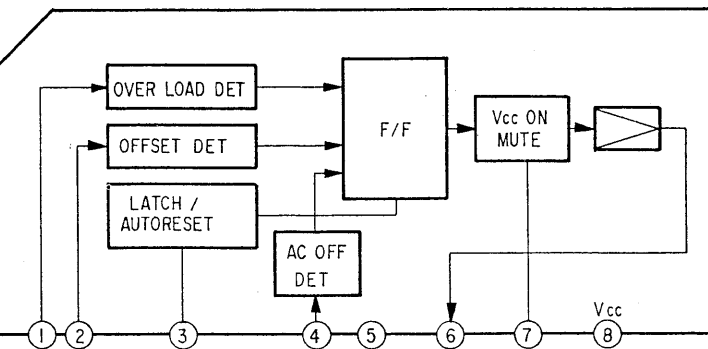 OVER LOAD DET
OFFSET DET
LATCH /
AUTORESET
F/F
Vcc ON
MUTE
AC OFF
DET
Vcc
1 2 3 4 5 6 7 8